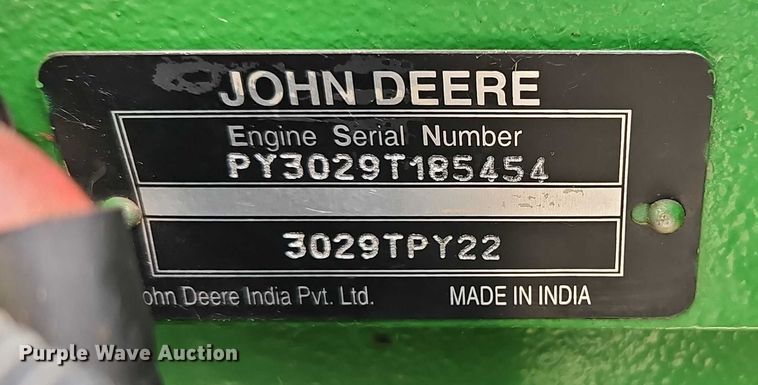 JOHN DEERE
Engine Serial Number
PY3029T185454
3029TPY22
ohn Deere India Pvt. Ltd. MADE IN INDIA
Purple Wave Auction